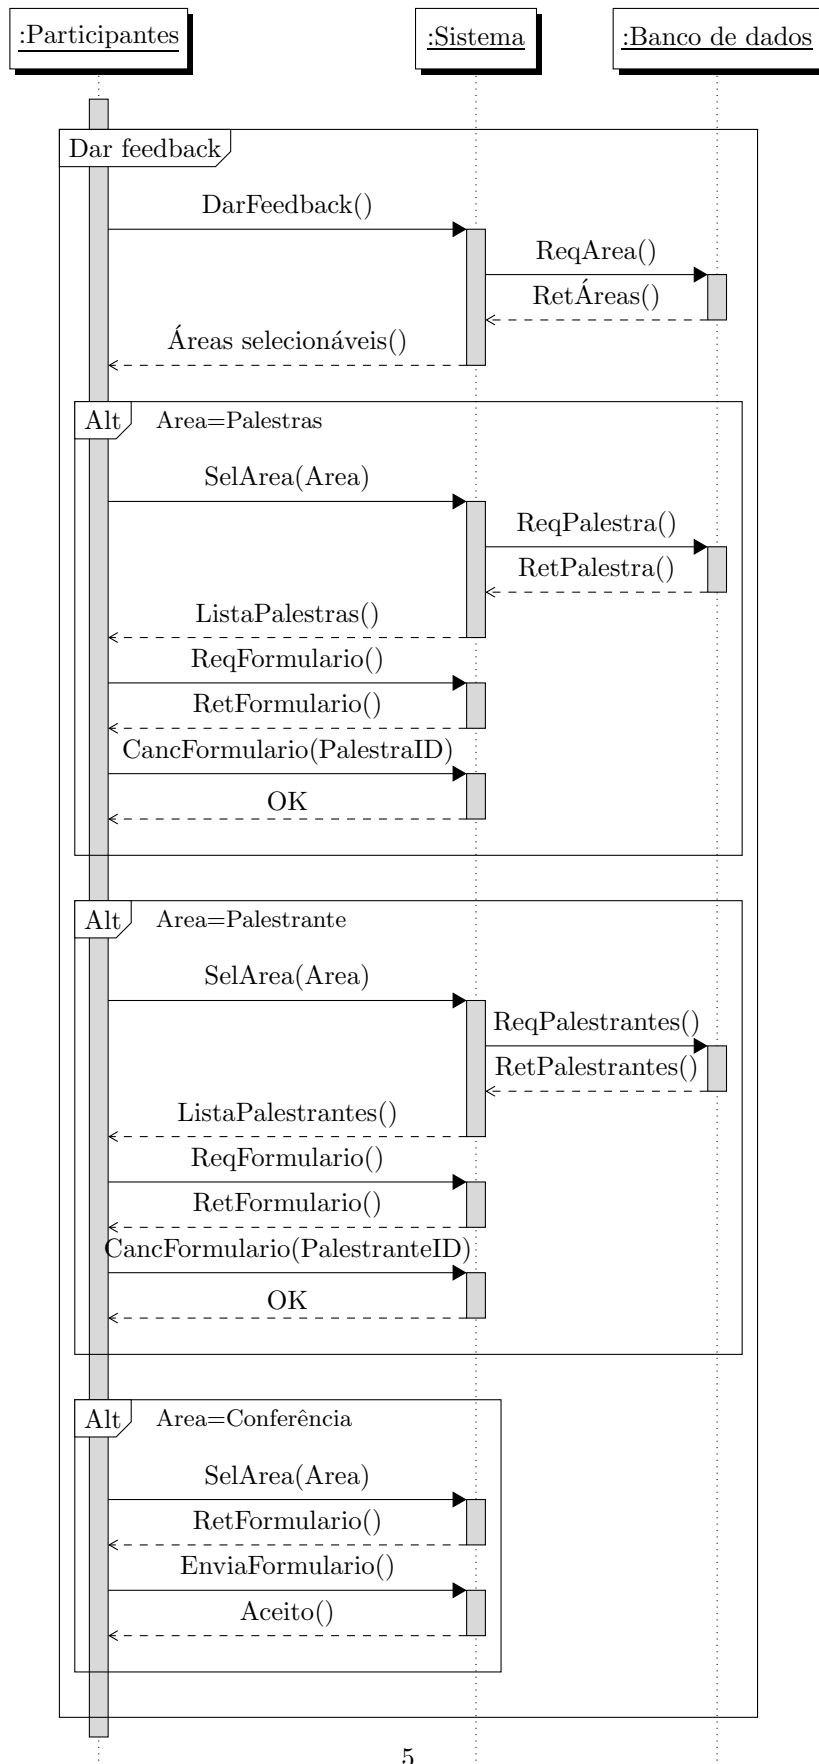 :Participantes
:Sistema
:Banco de dados
Dar feedback
DarFeedback()
ReqArea()
RetÁreas()
Áreas selecionáveis()
Alt
Area=Palestras
SelArea(Area)
ReqPalestra()
RetPalestra()
ListaPalestras()
ReqFormulario()
RetFormulario()
CancFormulario(PalestraID)
OK
Alt
Area=Palestrante
SelArea(Area)
ReqPalestrantes()
RetPalestrantes()
ListaPalestrantes()
ReqFormulario()
RetFormulario()
CancFormulario(PalestranteID)
OK
Alt
Area=Conferência
SelArea(Area)
RetFormulario()
EnviaFormulario()
Aceito()
5